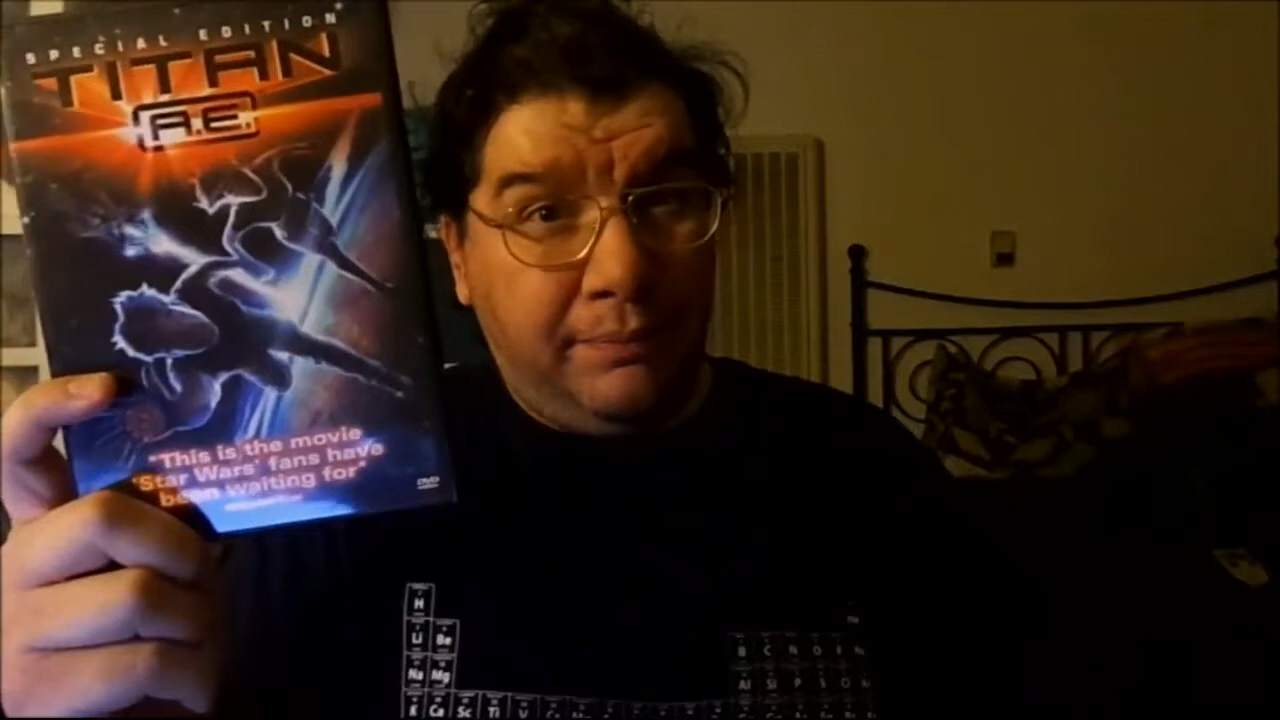 SPECIAL EDITION
TITAN
A.E.
"This is the movie
'Star Wars' fans have
been waiting for"
DVD
H
Li Be
B C N O F Ne
Na Mg
Al Si P S
K Ca Sc Ti V